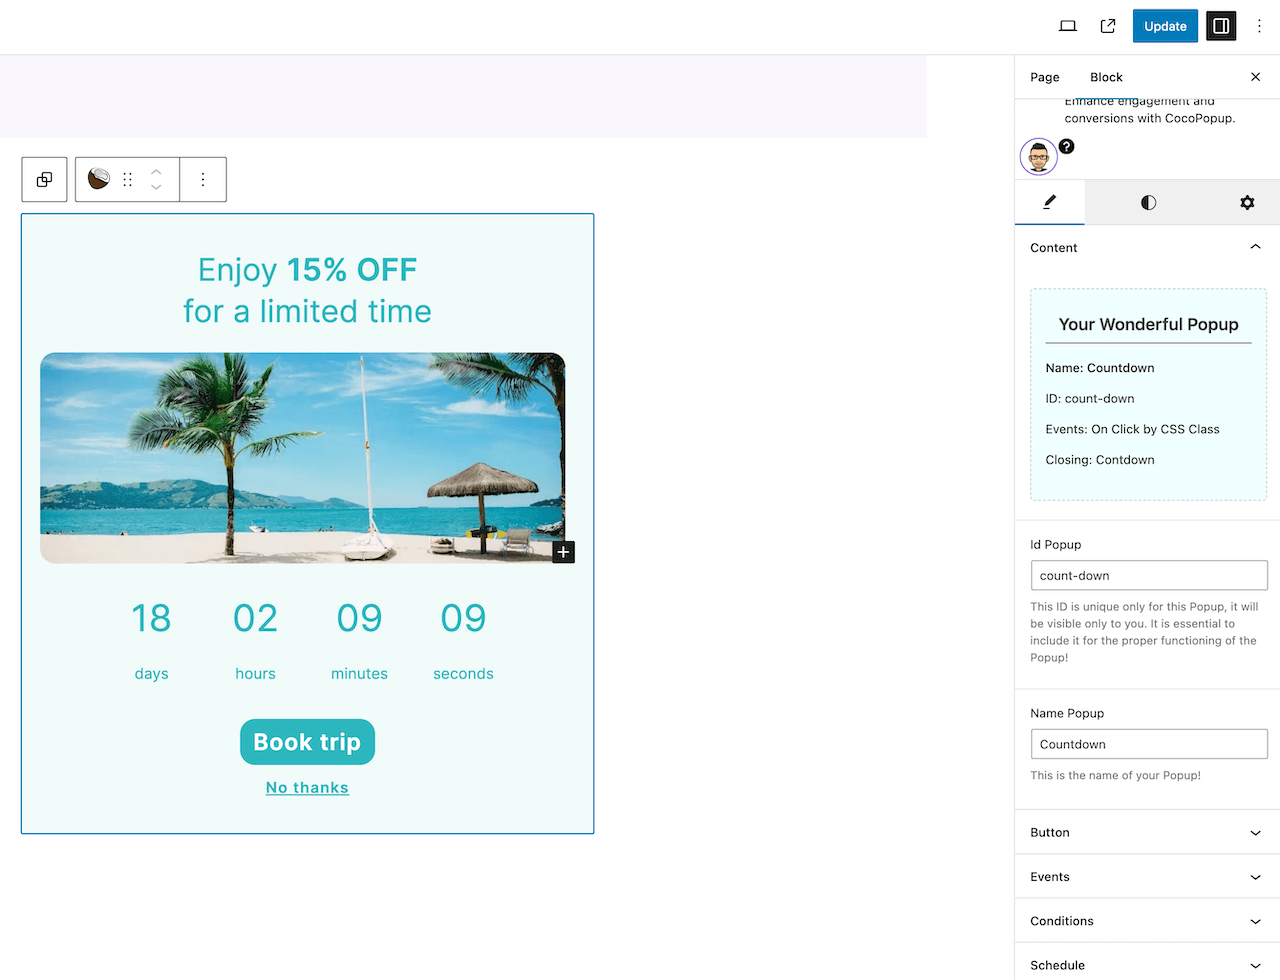 Update
Page
Block
Enhance engagement and
conversions with CocoPopup.
?
Enjoy 15% OFF
for a limited time
18
02
09
09
days
hours
minutes
seconds
Book trip
No thanks
Content
Your Wonderful Popup
Name: Countdown
ID: count-down
Events: On Click by CSS Class
Closing: Contdown
Id Popup
count-down
This ID is unique only for this Popup, it will
be visible only to you. It is essential to
include it for the proper functioning of the
Popup!
Name Popup
Countdown
This is the name of your Popup!
Button
Events
Conditions
Schedule